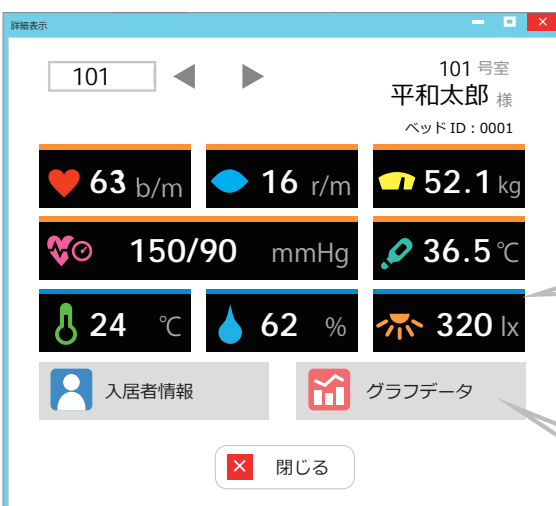 詳細表示
101
101 号室
平和太郎 様
ベッド ID : 0001
63 b/m
16 r/m
52.1 kg
150/90 mmHg
36.5 ℃
24 ℃
62 %
320 lx
入居者情報
グラフデータ
閉じる